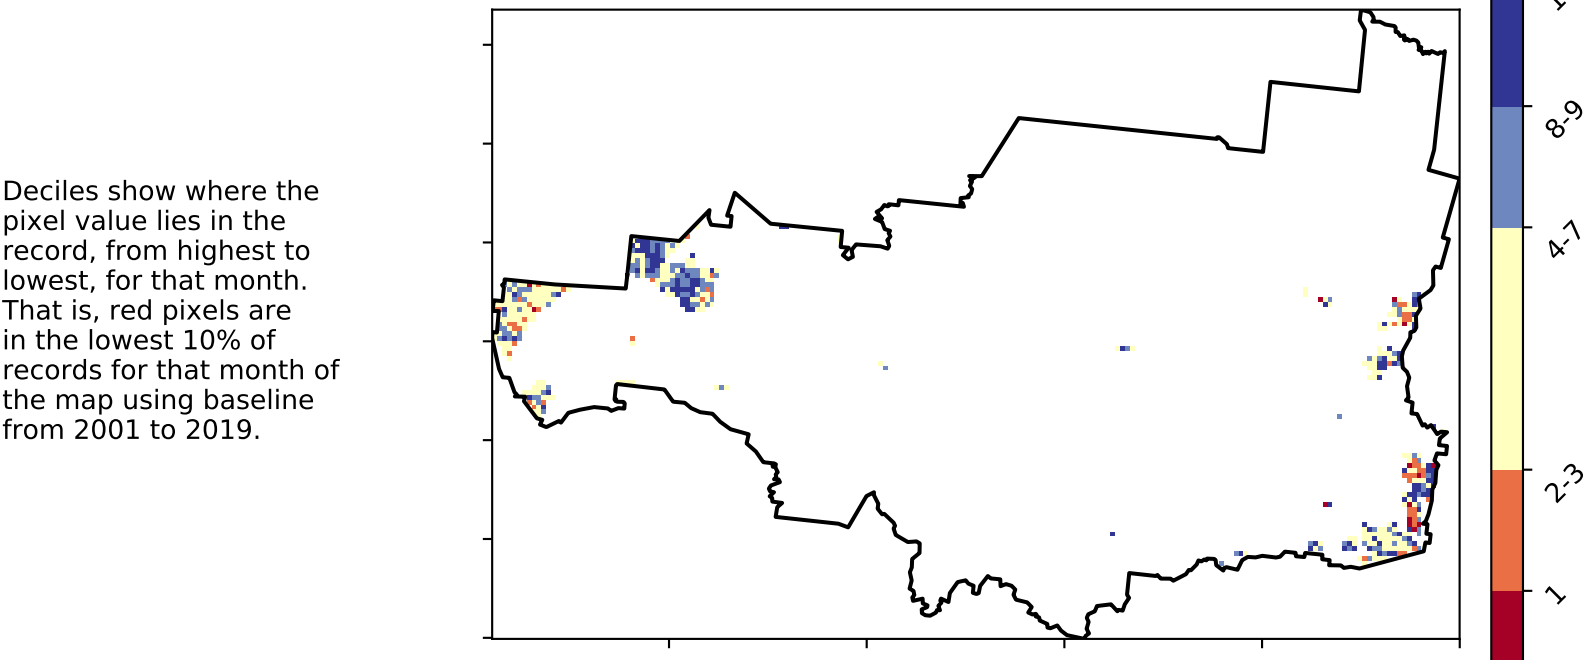 Deciles show where the
pixel value lies in the
record, from highest to
lowest, for that month.
That is, red pixels are
in the lowest 10% of
records for that month of
the map using baseline
from 2001 to 2019.
8-9
4-7
2-3
1